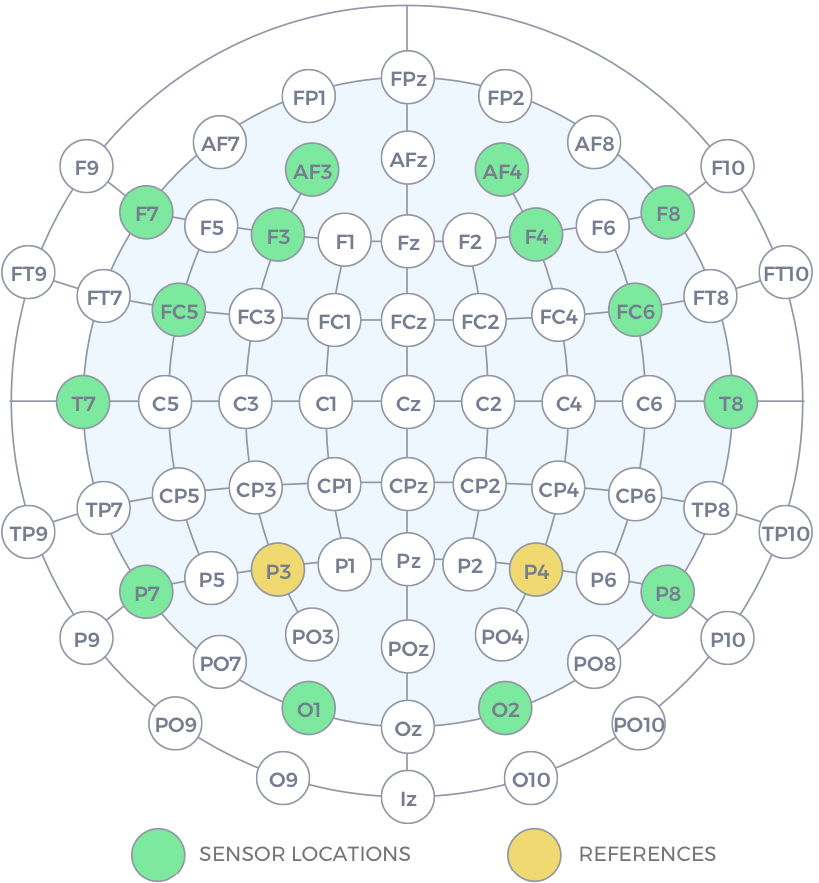 FPz
FP1 FP2
AF7 AFz AF8
F9 AF3 AF4 F10
F7 F5 F3 F1 Fz F2 F4 F6 F8
FT9 FT7 FC5 FC3 FC1 FCz FC2 FC4 FC6 FT8 FT10
T7 C5 C3 C1 Cz C2 C4 C6 T8
TP9 TP7 CP5 CP3 CP1 CPz CP2 CP4 CP6 TP8 TP10
P7 P5 P3 P1 Pz P2 P4 P6 P8
P9 PO3 POz PO4 P10
PO7 PO8
PO9 O1 Oz O2 PO10
O9 Iz O10
SENSOR LOCATIONS REFERENCES